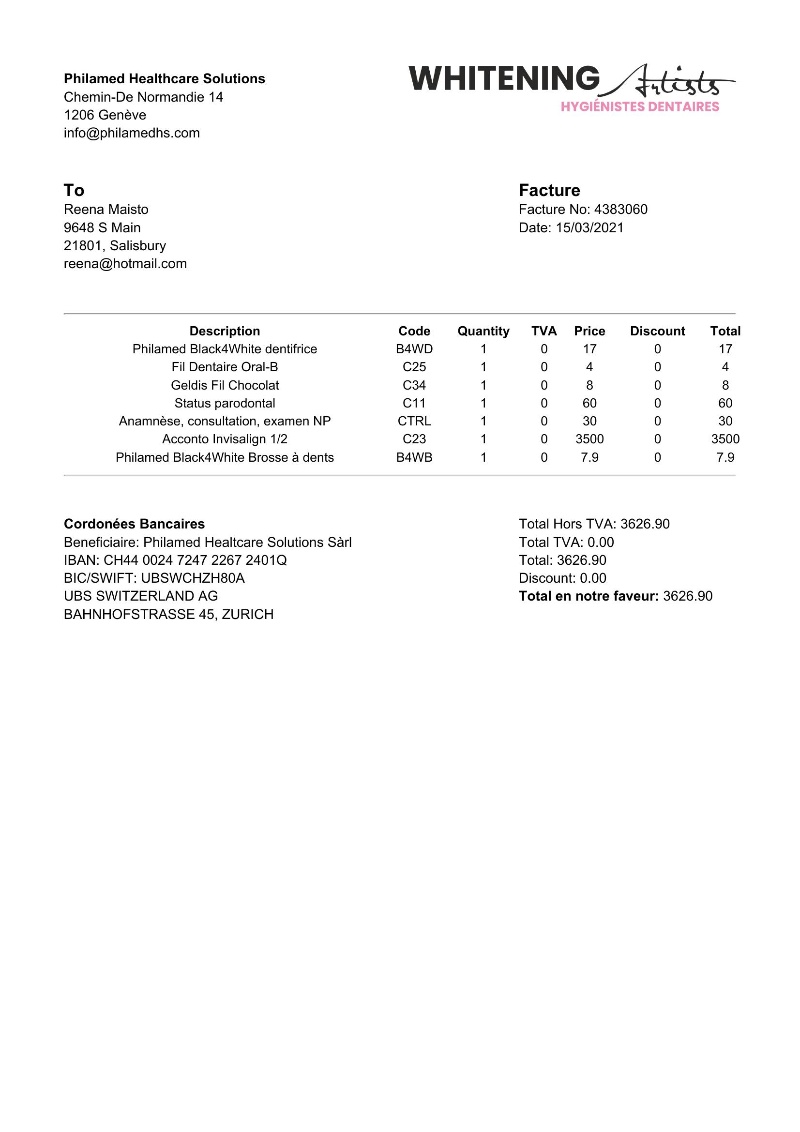 Philamed Healthcare Solutions
Chemin-De Normandie 14
1206 Genève
info@philamedhs.com
WHITENING Artists
HYGIÉNISTES DENTAIRES
To
Reena Maisto
9648 S Main
21801, Salisbury
reena@hotmail.com
Facture
Facture No: 4383060
Date: 15/03/2021
Description Code Quantity TVA Price Discount Total
Philamed Black4White dentifrice B4WD 1 0 17 0 17
Fil Dentaire Oral-B C25 1 0 4 0 4
Geldis Fil Chocolat C34 1 0 8 0 8
Status parodontal C11 1 0 60 0 60
Anamnèse, consultation, examen NP CTRL 1 0 30 0 30
Acconto Invisalign 1/2 C23 1 0 3500 0 3500
Philamed Black4White Brosse à dents B4WB 1 0 7.9 0 7.9
Cordonées Bancaires
Beneficiaire: Philamed Healtcare Solutions Sàrl
IBAN: CH44 0024 7247 2267 2401Q
BIC/SWIFT: UBSWCHZH80A
UBS SWITZERLAND AG
BAHNHOFSTRASSE 45, ZURICH
Total Hors TVA: 3626.90
Total TVA: 0.00
Total: 3626.90
Discount: 0.00
Total en notre faveur: 3626.90